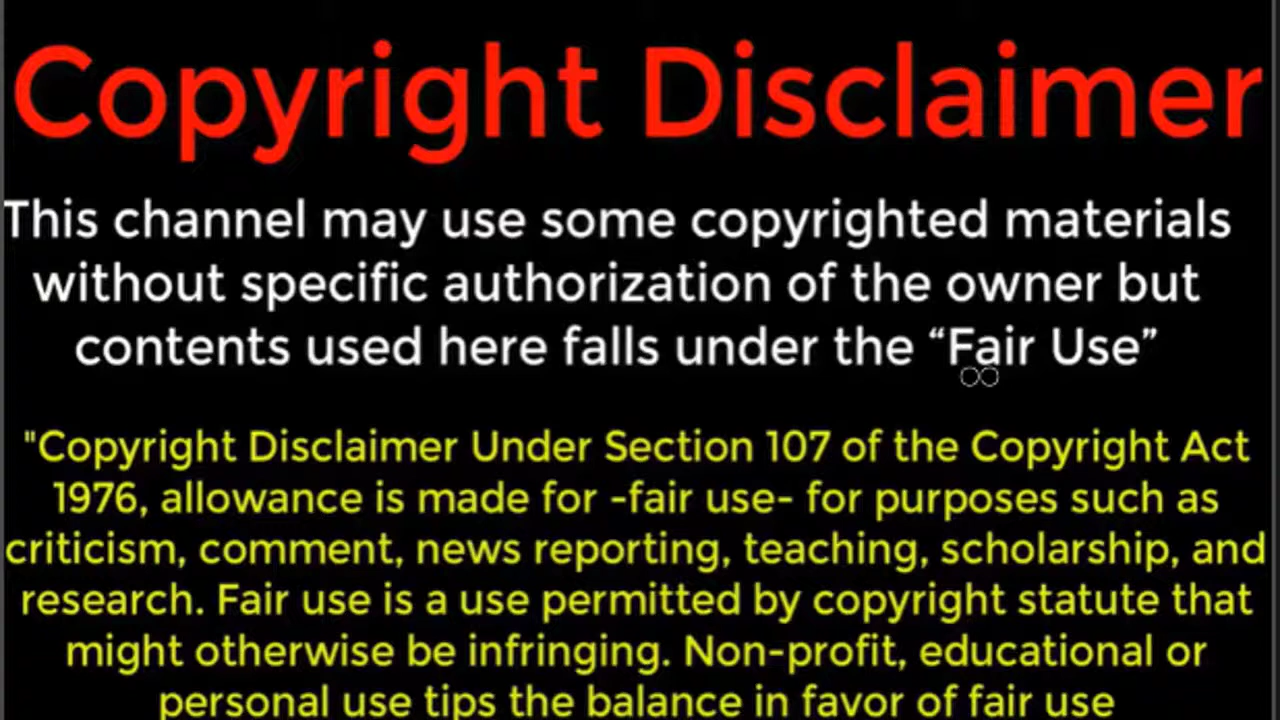 Copyright Disclaimer
This channel may use some copyrighted materials
without specific authorization of the owner but
contents used here falls under the “Fair Use”
"Copyright Disclaimer Under Section 107 of the Copyright Act
1976, allowance is made for -fair use- for purposes such as
criticism, comment, news reporting, teaching, scholarship, and
research. Fair use is a use permitted by copyright statute that
might otherwise be infringing. Non-profit, educational or
personal use tips the balance in favor of fair use